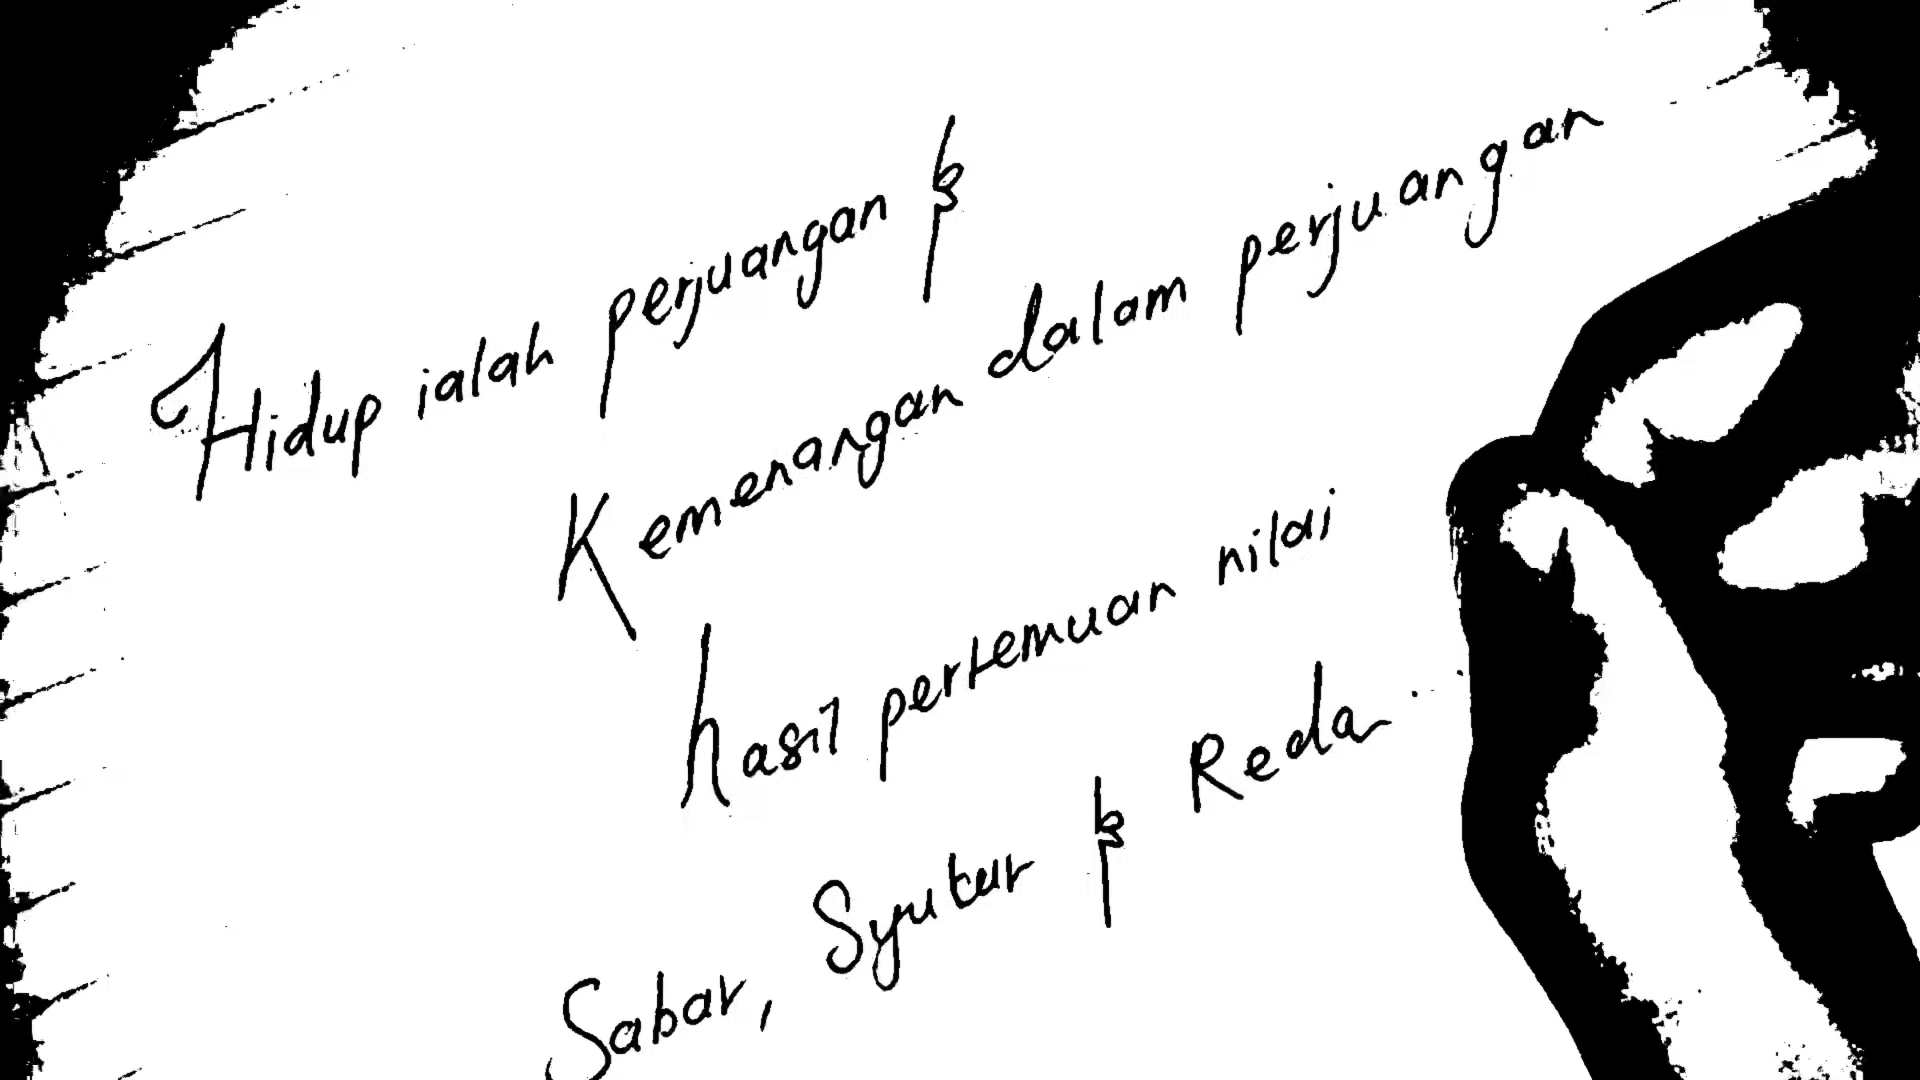 Hidup ialah perjuangan &
Kemenangan dalam perjuangan
hasil pertemuan nilai
Sabar, Syukur & Reda